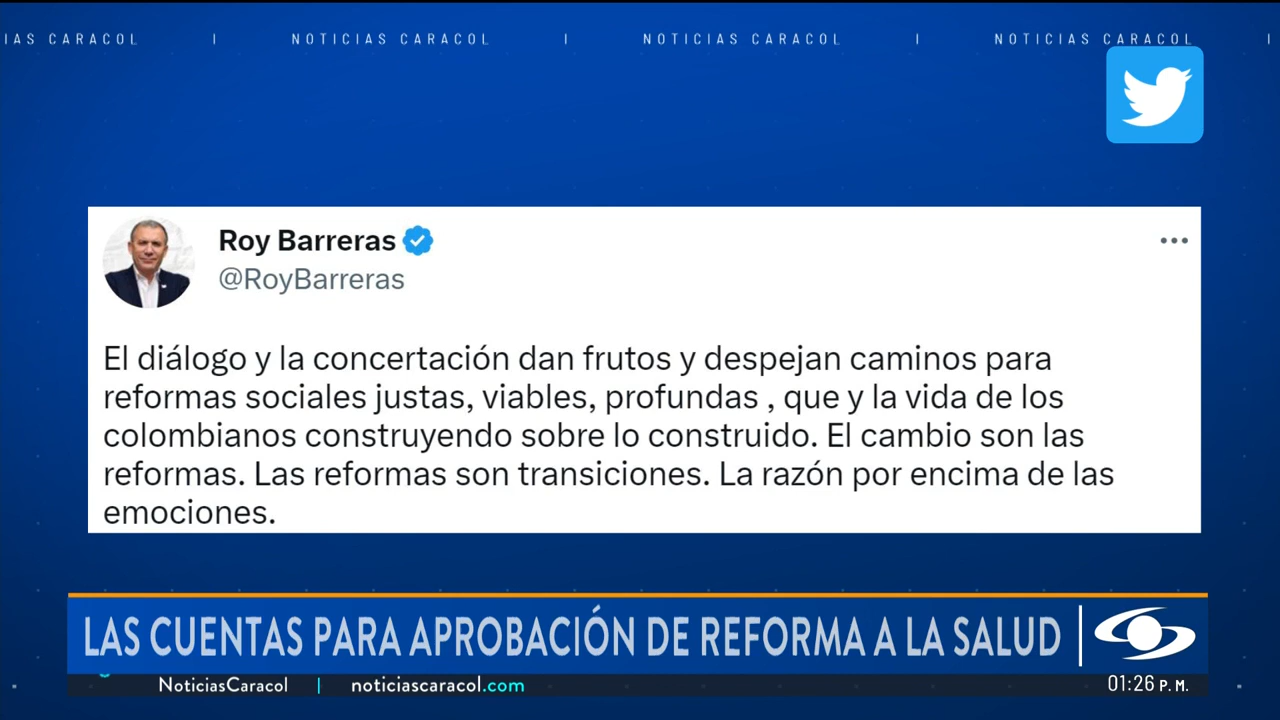 IAS CARACOL | NOTICIAS CARACOL | NOTICIAS CARACOL | NOTICIAS CARACOL |
Roy Barreras
@RoyBarreras
El diálogo y la concertación dan frutos y despejan caminos para
reformas sociales justas, viables, profundas , que y la vida de los
colombianos construyendo sobre lo construido. El cambio son las
reformas. Las reformas son transiciones. La razón por encima de las
emociones.
LAS CUENTAS PARA APROBACIÓN DE REFORMA A LA SALUD
NoticiasCaracol | noticiascaracol.com
01:26 P. M.